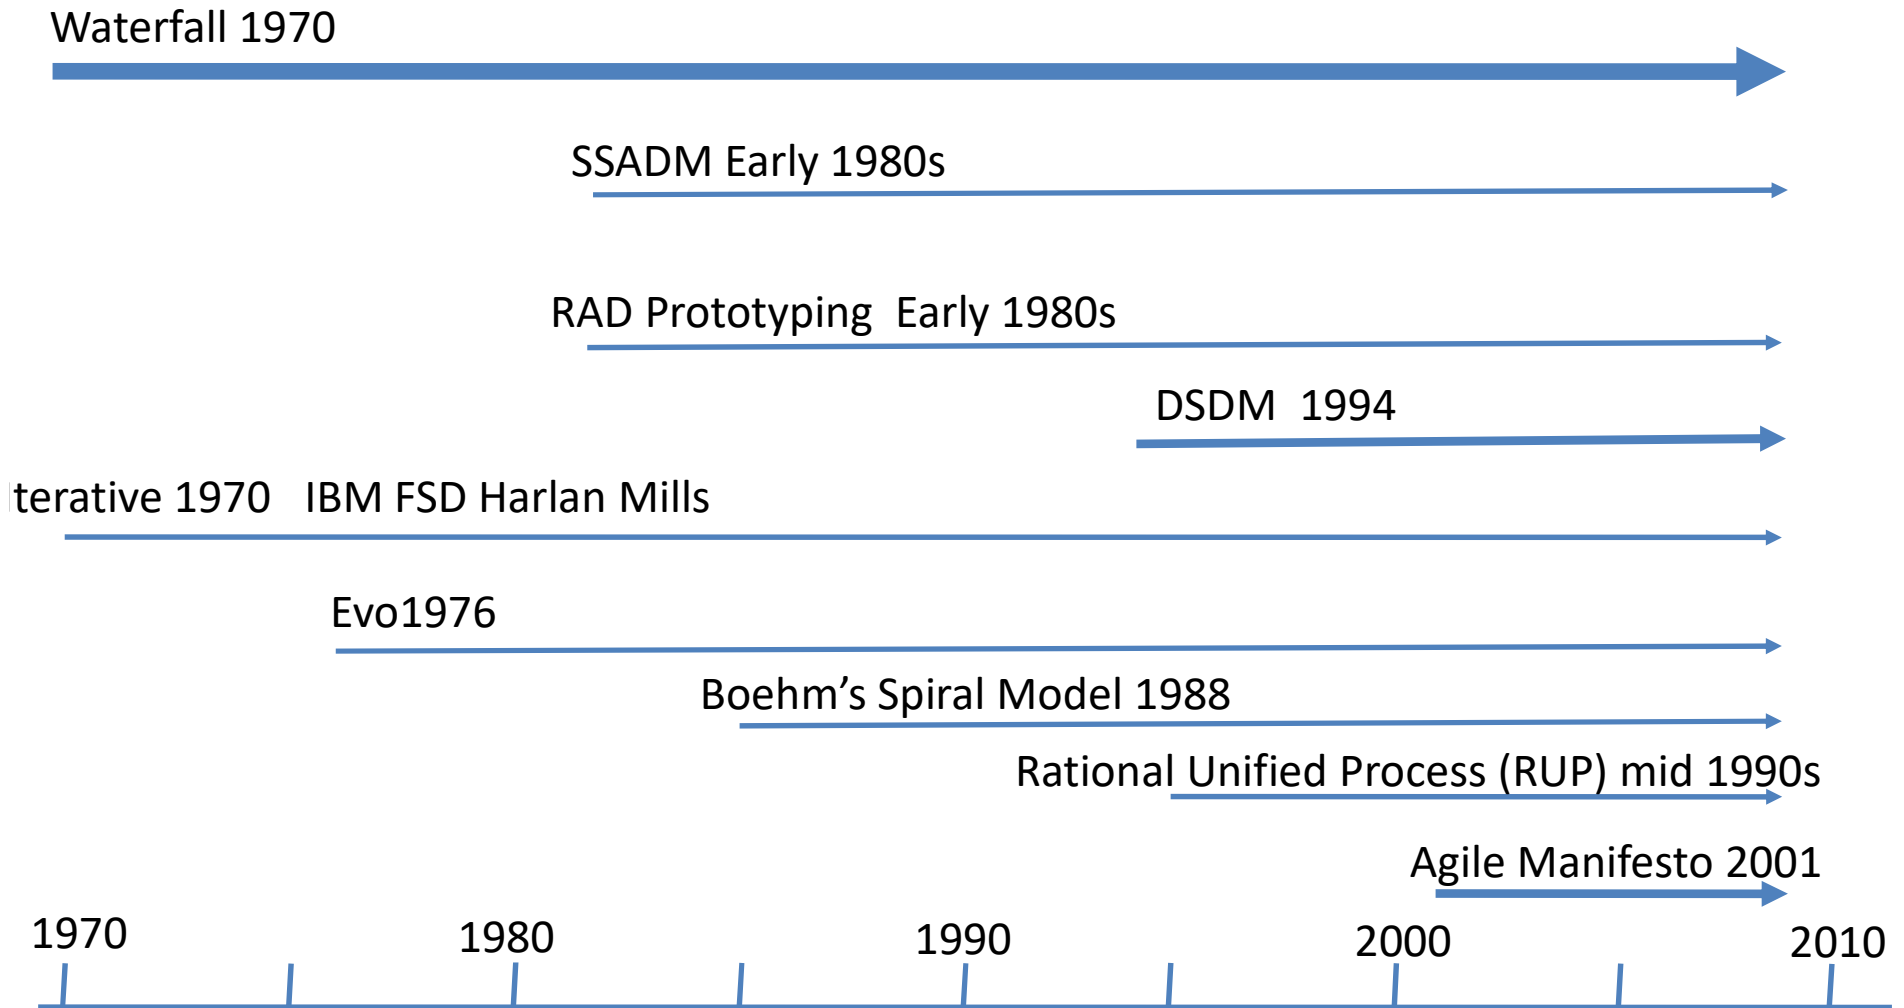 Waterfall 1970
SSADM Early 1980s
RAD Prototyping  Early 1980s
DSDM  1994
Iterative 1970   IBM FSD Harlan Mills
Evo1976
Boehm’s Spiral Model 1988
Rational Unified Process (RUP) mid 1990s
Agile Manifesto 2001
1970 1980 1990 2000 2010